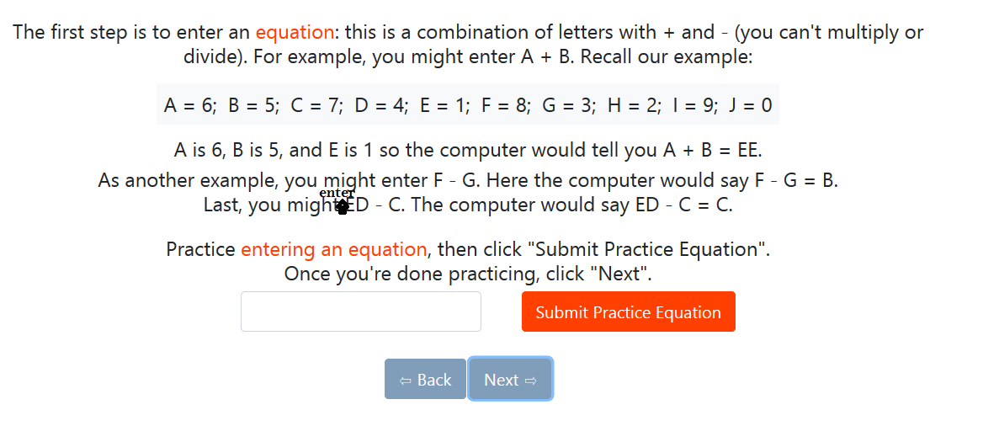 The first step is to enter an equation: this is a combination of letters with + and - (you can't multiply or
divide). For example, you might enter A + B. Recall our example:
A = 6; B = 5; C = 7; D = 4; E = 1; F = 8; G = 3; H = 2; I = 9; J = 0
A is 6, B is 5, and E is 1 so the computer would tell you A + B = EE.
As another example, you might enter F - G. Here the computer would say F - G = B.
enter
Last, you might ED - C. The computer would say ED - C = C.
Practice entering an equation, then click "Submit Practice Equation".
Once you're done practicing, click "Next".
Submit Practice Equation
⇦ Back
Next ⇨